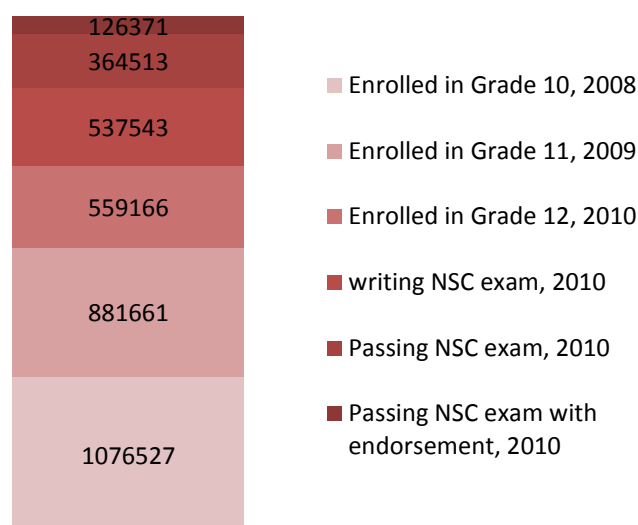 126371
364513
537543
559166
881661
1076527
Enrolled in Grade 10, 2008
Enrolled in Grade 11, 2009
Enrolled in Grade 12, 2010
writing NSC exam, 2010
Passing NSC exam, 2010
Passing NSC exam with
endorsement, 2010